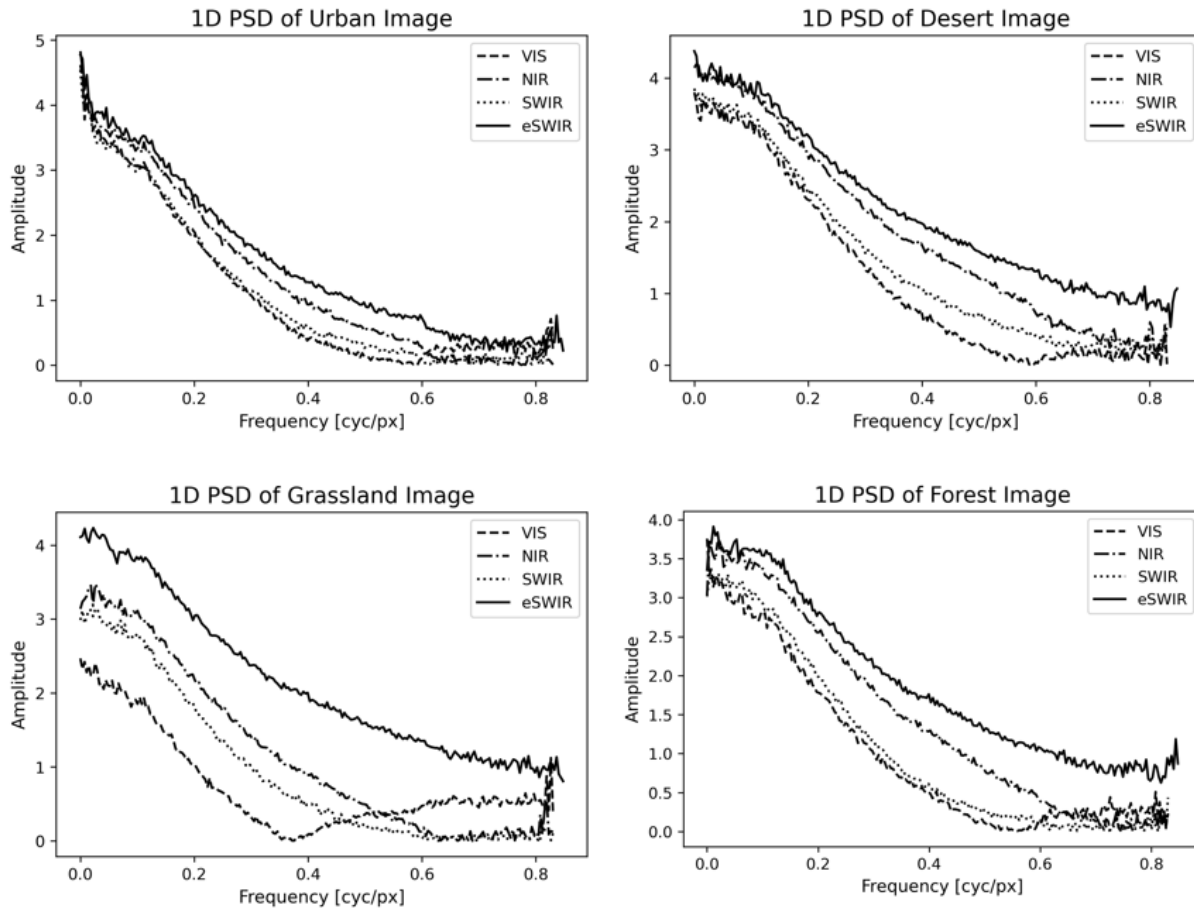 1D PSD of Urban Image
5
4
3
2
1
0
Amplitude
VIS
NIR
SWIR
eSWIR
0.0 0.2 0.4 0.6 0.8
Frequency [cyc/px]
1D PSD of Desert Image
4
3
2
1
0
Amplitude
VIS
NIR
SWIR
eSWIR
0.0 0.2 0.4 0.6 0.8
Frequency [cyc/px]
1D PSD of Grassland Image
4
3
2
1
0
Amplitude
VIS
NIR
SWIR
eSWIR
0.0 0.2 0.4 0.6 0.8
Frequency [cyc/px]
1D PSD of Forest Image
4.0
3.5
3.0
2.5
2.0
1.5
1.0
0.5
0.0
Amplitude
VIS
NIR
SWIR
eSWIR
0.0 0.2 0.4 0.6 0.8
Frequency [cyc/px]